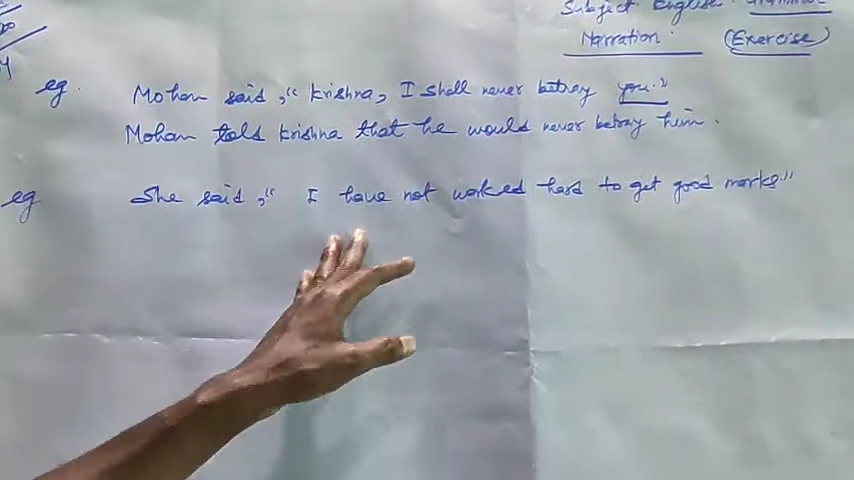 Subject. English. Grammar
Narration. (Exercise)
eg. Mohan said, "Krishna, I shall never betray you."
Mohan told Krishna that he would never betray him.
eg She said, " I have not worked hard to get good marks."